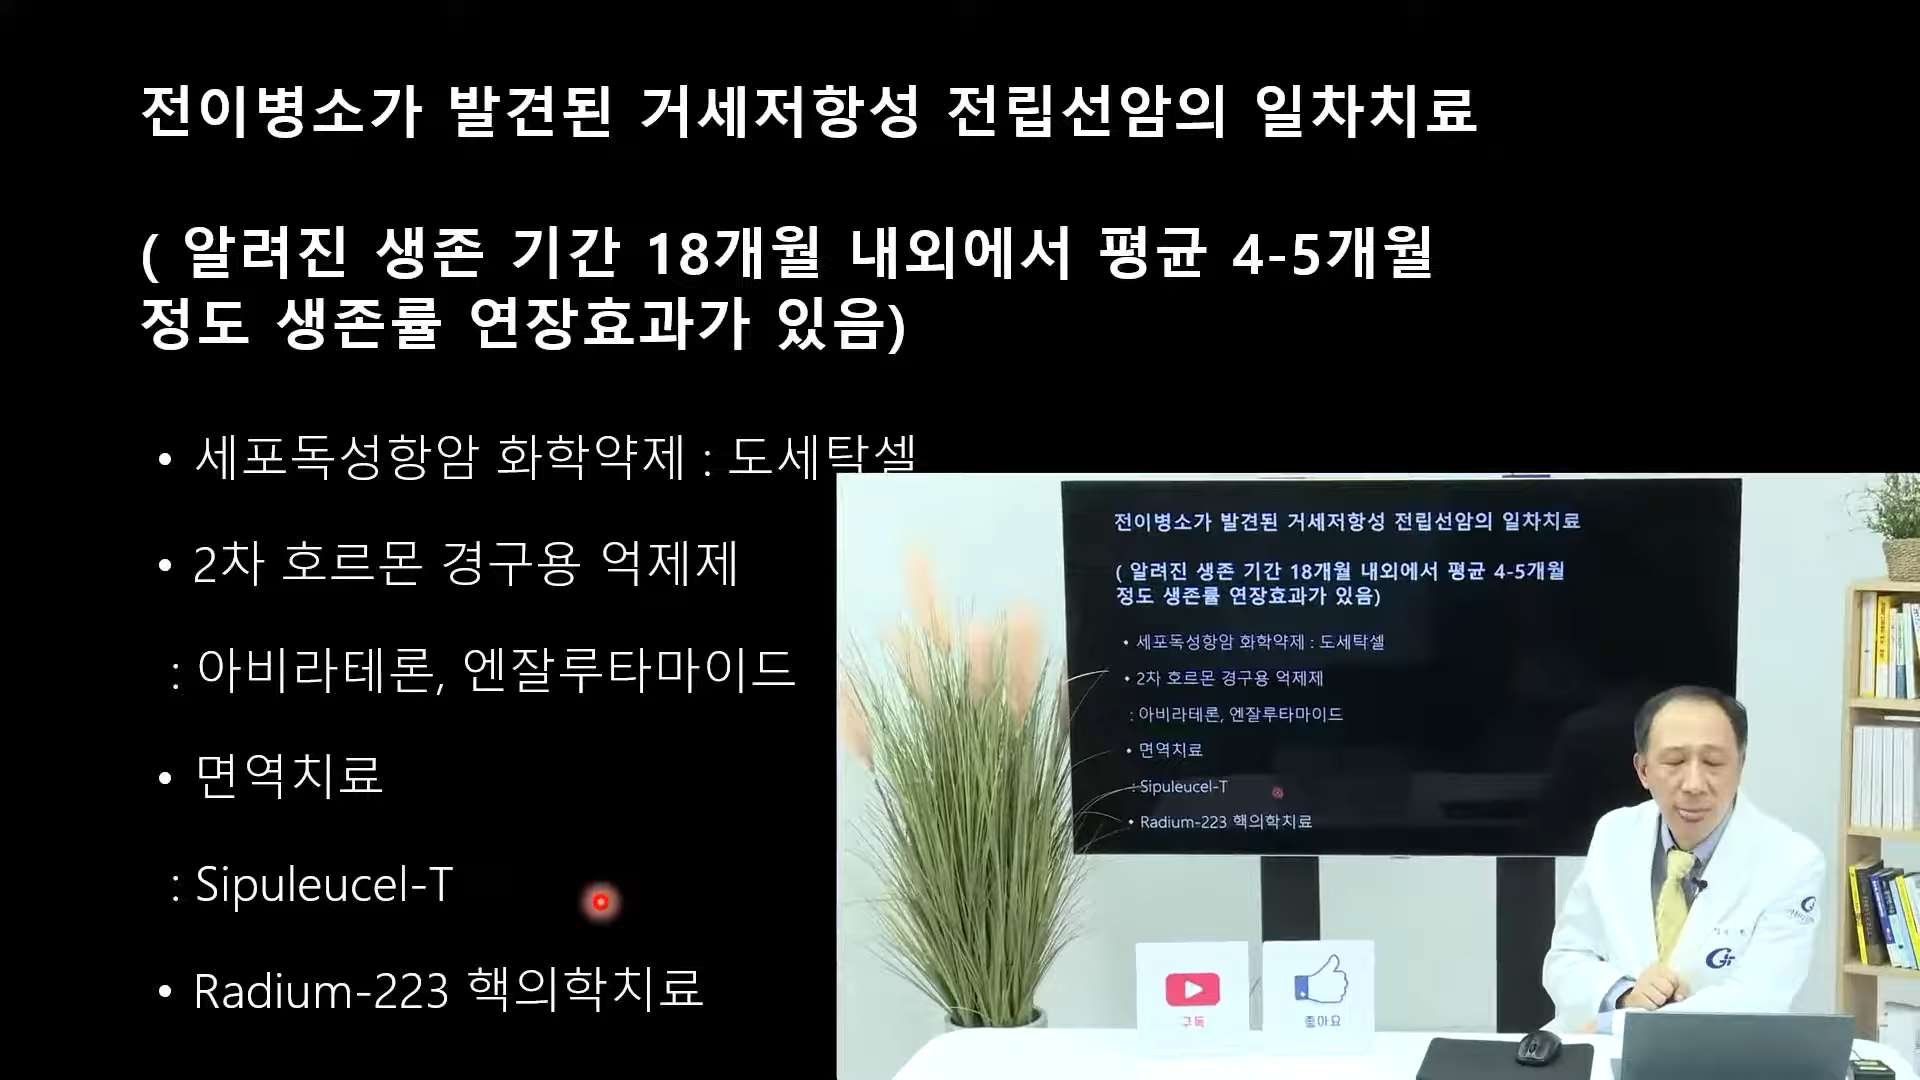 전이병소가 발견된 거세저항성 전립선암의 일차치료
( 알려진 생존 기간 18개월 내외에서 평균 4-5개월
정도 생존률 연장효과가 있음)
• 세포독성항암 화학약제 : 도세탁셀
• 2차 호르몬 경구용 억제제
: 아비라테론, 엔잘루타마이드
• 면역치료
: Sipuleucel-T
• Radium-223 핵의학치료
전이병소가 발견된 거세저항성 전립선암의 일차치료
( 알려진 생존 기간 18개월 내외에서 평균 4-5개월
정도 생존률 연장효과가 있음)
• 세포독성항암 화학약제 : 도세탁셀
• 2차 호르몬 경구용 억제제
: 아비라테론, 엔잘루타마이드
• 면역치료
: Sipuleucel-T
• Radium-223 핵의학치료
구독
좋아요